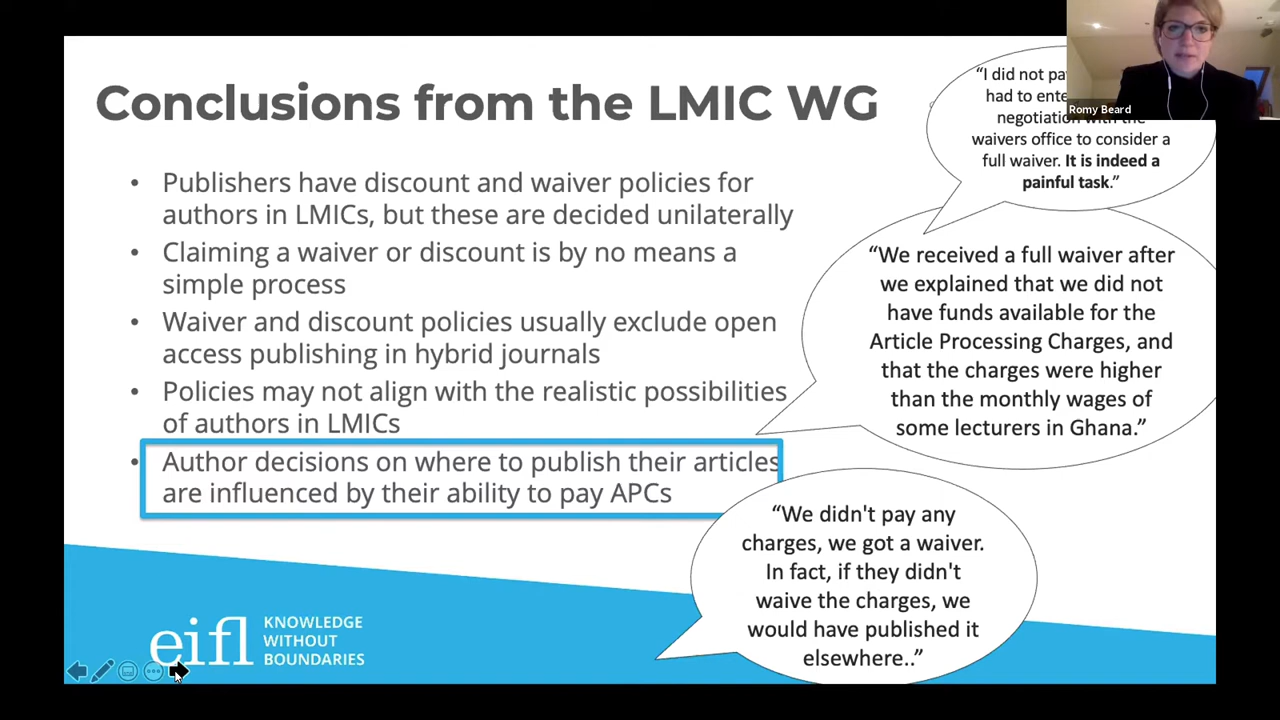 Conclusions from the LMIC WG
• Publishers have discount and waiver policies for
authors in LMICs, but these are decided unilaterally
• Claiming a waiver or discount is by no means a
simple process
• Waiver and discount policies usually exclude open
access publishing in hybrid journals
• Policies may not align with the realistic possibilities
of authors in LMICs
• Author decisions on where to publish their articles
are influenced by their ability to pay APCs
“I did not
had to
negotiation with the
waivers office to consider a
full waiver. It is indeed a
painful task.”
Romy Beard
“We received a full waiver after
we explained that we did not
have funds available for the
Article Processing Charges, and
that the charges were higher
than the monthly wages of
some lecturers in Ghana.”
“We didn't pay any
charges, we got a waiver.
In fact, if they didn't
waive the charges, we
would have published it
elsewhere..”
eifl
KNOWLEDGE
WITHOUT
BOUNDARIES